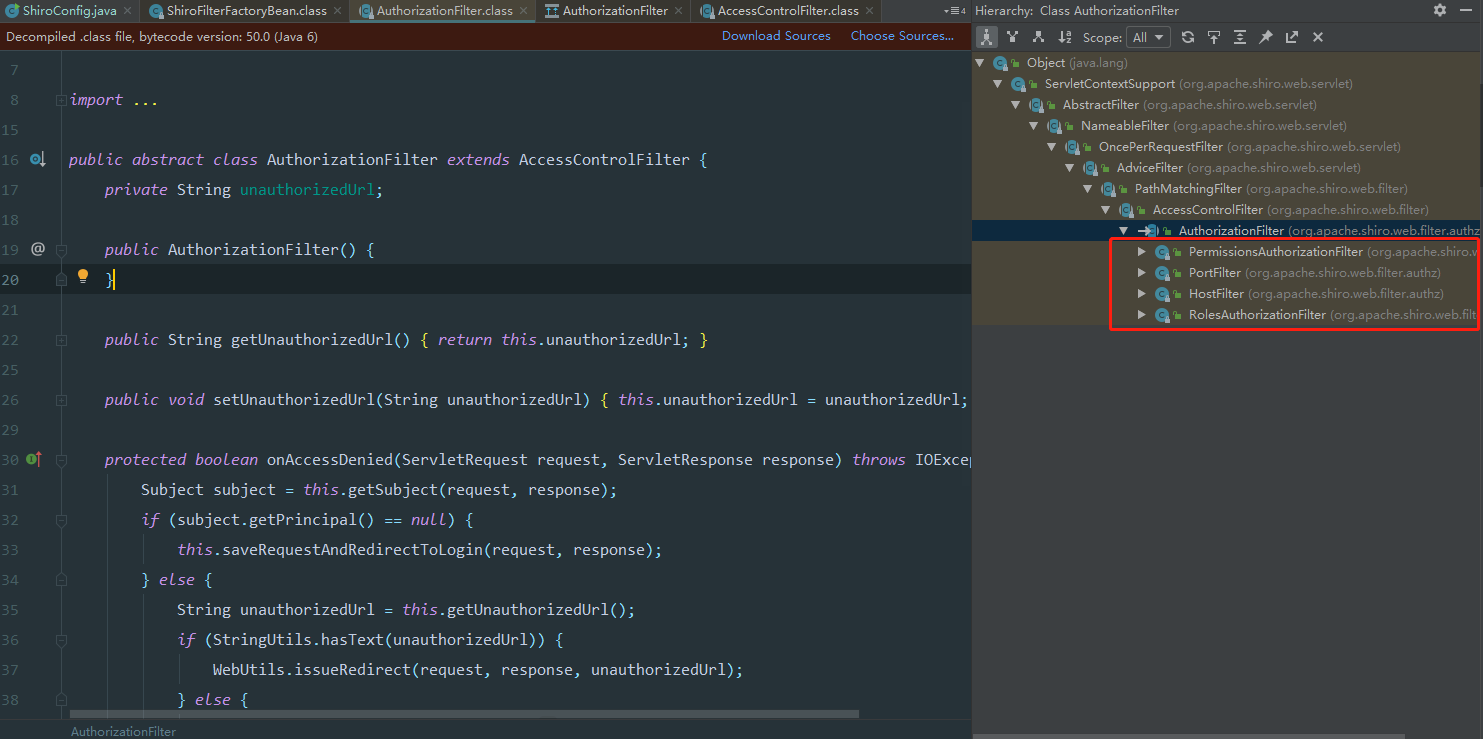 ShiroConfig.java
ShiroFilterFactoryBean.class
AuthorizationFilter.class
AuthorizationFilter
AccessControlFilter.class
4
Decompiled .class file, bytecode version: 50.0 (Java 6)
Download Sources
Choose Sources...
7
8 import ...
15
16 public abstract class AuthorizationFilter extends AccessControlFilter {
17 private String unauthorizedUrl;
18
19 @ public AuthorizationFilter() {
20 }
21
22 public String getUnauthorizedUrl() { return this.unauthorizedUrl; }
25
26 public void setUnauthorizedUrl(String unauthorizedUrl) { this.unauthorizedUrl = unauthorizedUrl;
29
30 protected boolean onAccessDenied(ServletRequest request, ServletResponse response) throws IOExce
31 Subject subject = this.getSubject(request, response);
32 if (subject.getPrincipal() == null) {
33 this.saveRequestAndRedirectToLogin(request, response);
34 } else {
35 String unauthorizedUrl = this.getUnauthorizedUrl();
36 if (StringUtils.hasText(unauthorizedUrl)) {
37 WebUtils.issueRedirect(request, response, unauthorizedUrl);
38 } else {
AuthorizationFilter
Hierarchy: Class AuthorizationFilter
Scope: All
Object (java.lang)
ServletContextSupport (org.apache.shiro.web.servlet)
AbstractFilter (org.apache.shiro.web.servlet)
NameableFilter (org.apache.shiro.web.servlet)
OncePerRequestFilter (org.apache.shiro.web.servlet)
AdviceFilter (org.apache.shiro.web.servlet)
PathMatchingFilter (org.apache.shiro.web.filter)
AccessControlFilter (org.apache.shiro.web.filter)
AuthorizationFilter (org.apache.shiro.web.filter.authz
PermissionsAuthorizationFilter (org.apache.shiro.w
PortFilter (org.apache.shiro.web.filter.authz)
HostFilter (org.apache.shiro.web.filter.authz)
RolesAuthorizationFilter (org.apache.shiro.web.filt